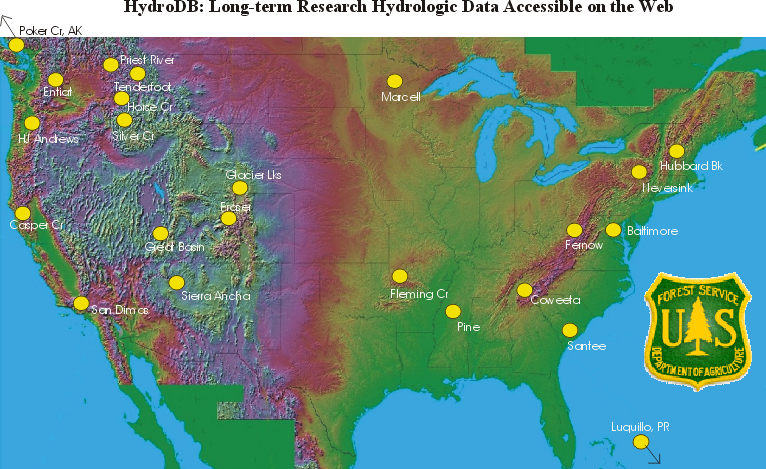 HydroDB: Long-term Research Hydrologic Data Accessible on the Web
Poker Cr, AK
Priest River
Tenderfoot
Entiat
Horse Cr
Silver Cr
HJ Andrews
Marcell
Hubbard Bk
Neversink
Glacier Lks
Fraser
Casper Cr
Great Basin
Fernow
Baltimore
Sierra Ancha
Fleming Cr
Coweeta
San Dimas
Pine
Santee
FOREST SERVICE
U S
DEPARTMENT OF AGRICULTURE
Luquillo, PR